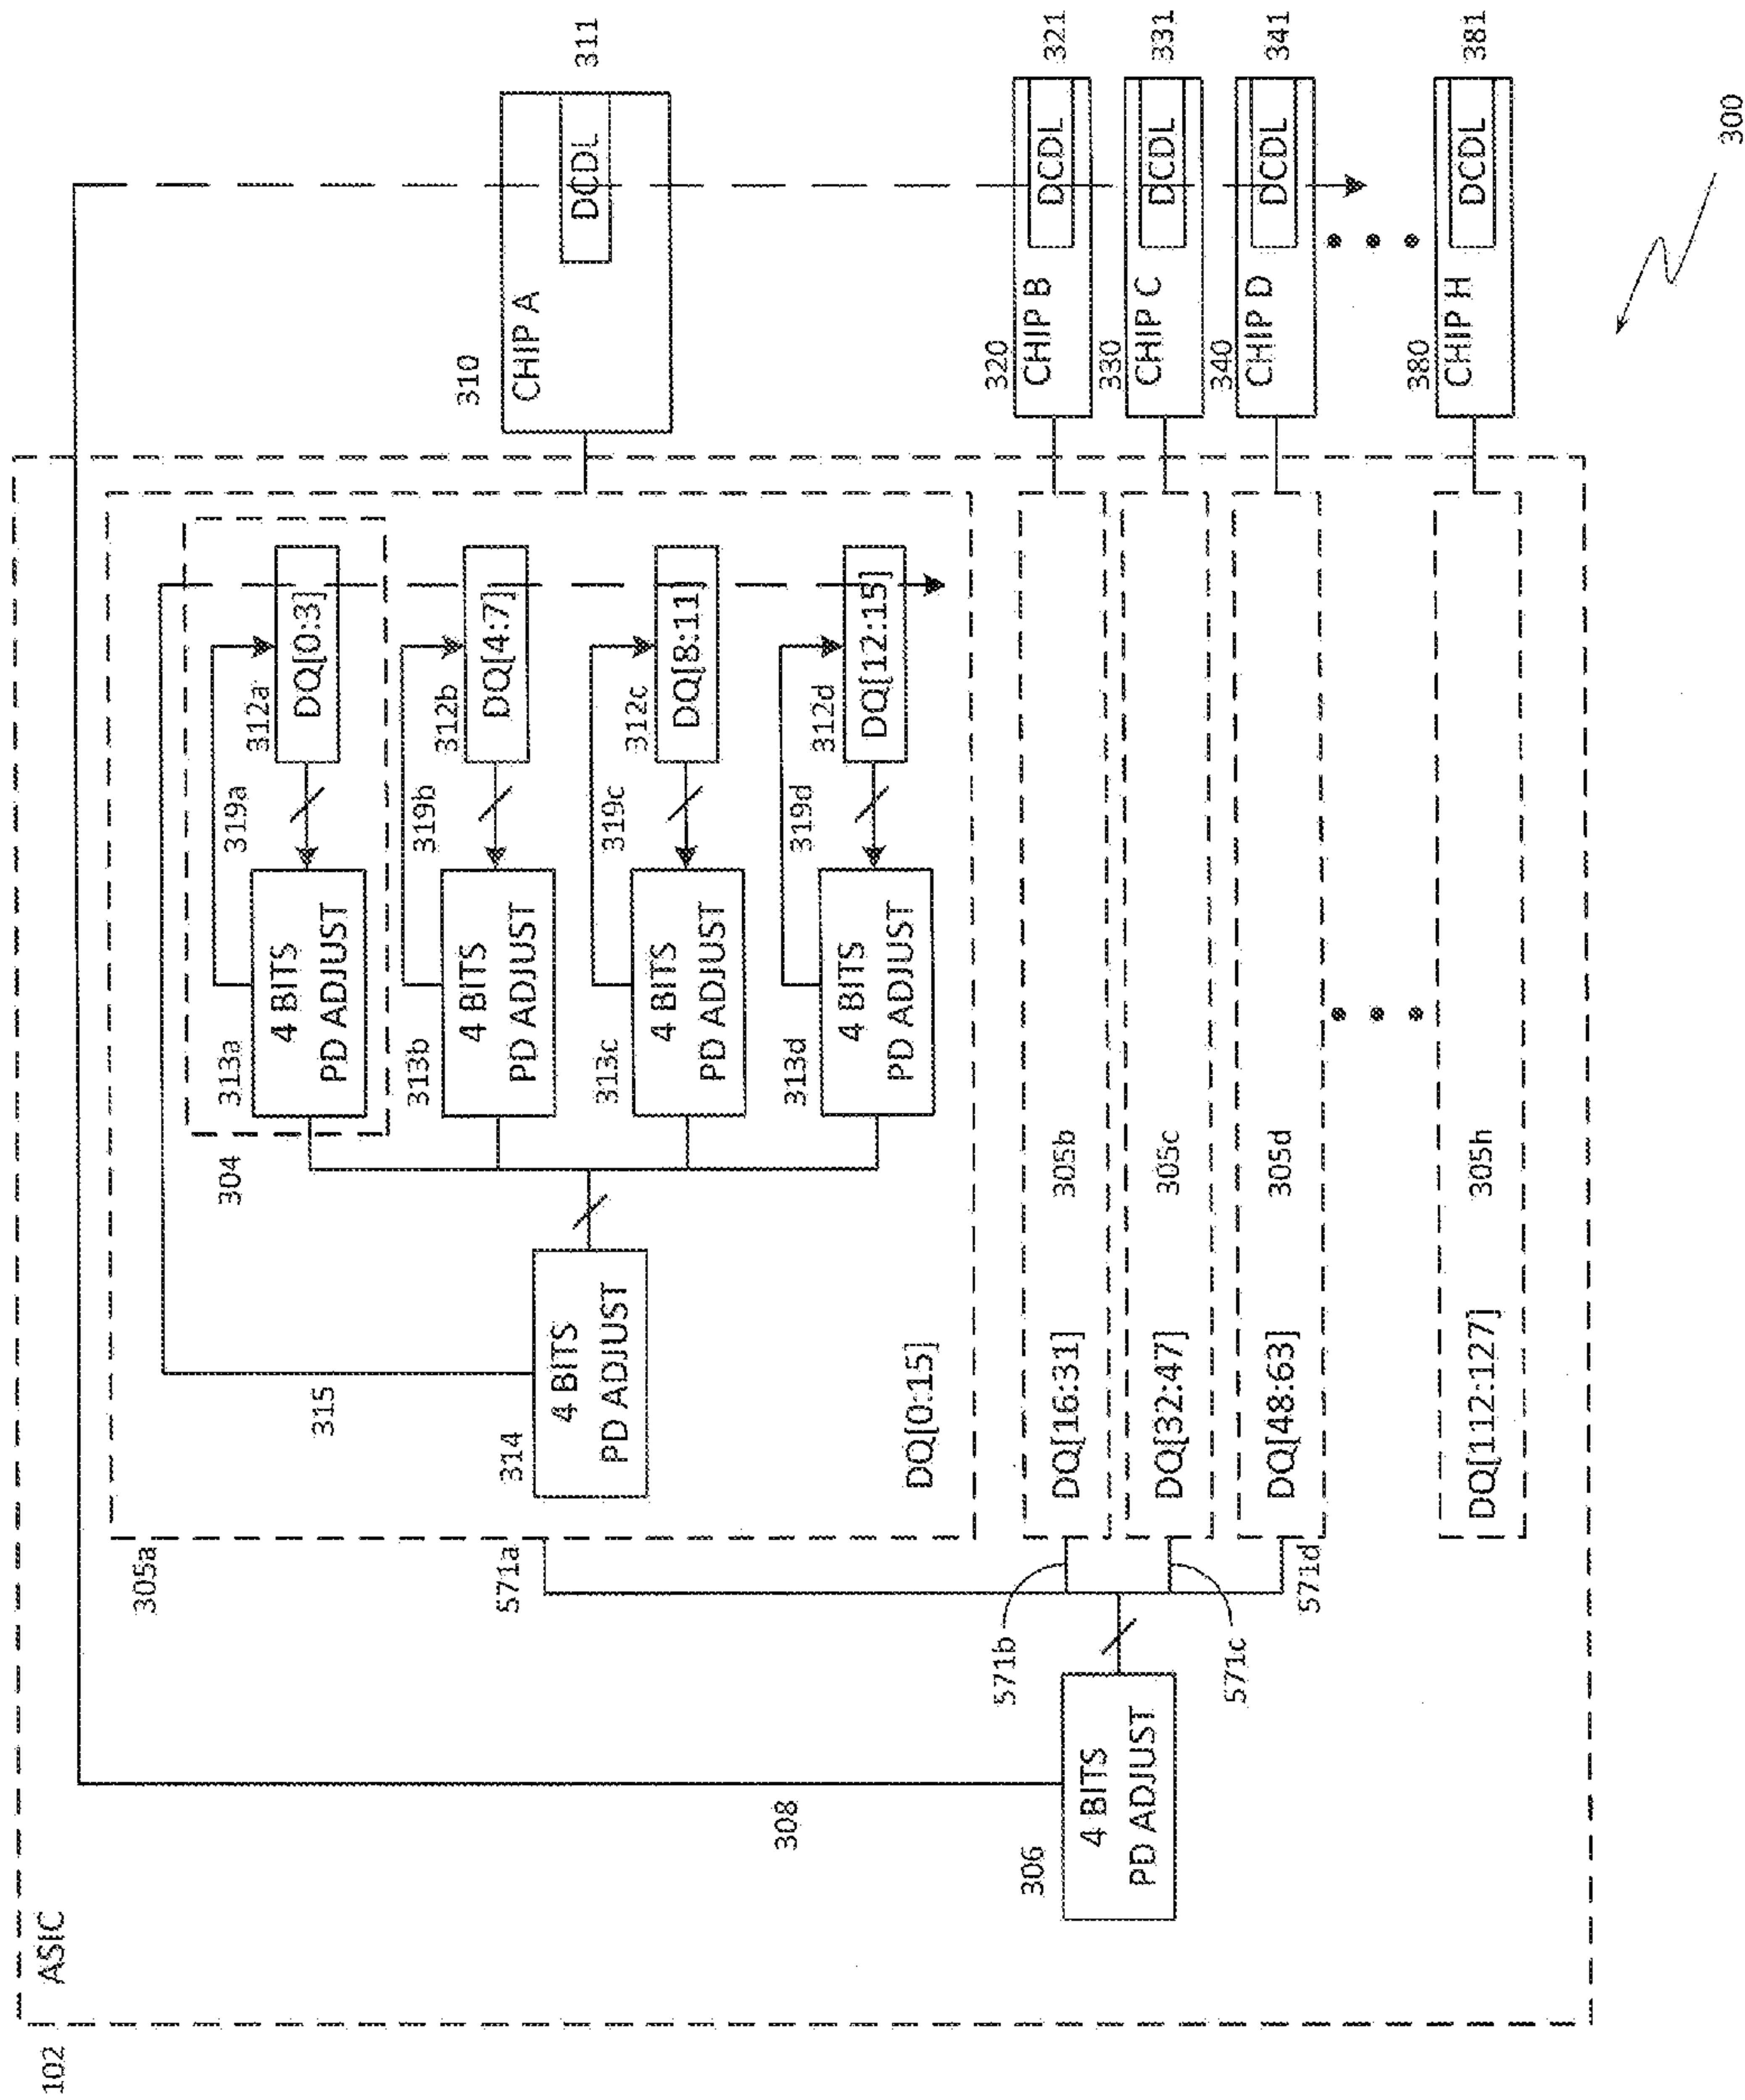 102
ASIC
305a
304
313a
4 BITS
PD ADJUST
319a
312a
DQ[0:3]
313b
4 BITS
PD ADJUST
319b
312b
DQ[4:7]
313c
4 BITS
PD ADJUST
319c
312c
DQ[8:11]
313d
4 BITS
PD ADJUST
319d
312d
DQ[12:15]
315
314
4 BITS
PD ADJUST
DQ[0:15]
310
CHIP A
DCDL
311
571a
571b
571c
571d
308
306
4 BITS
PD ADJUST
DQ[16:31]
305b
320
CHIP B
DCDL
321
DQ[32:47]
305c
330
CHIP C
DCDL
331
DQ[48:63]
305d
340
CHIP D
DCDL
341
DQ[112:127]
305h
380
CHIP H
DCDL
381
300